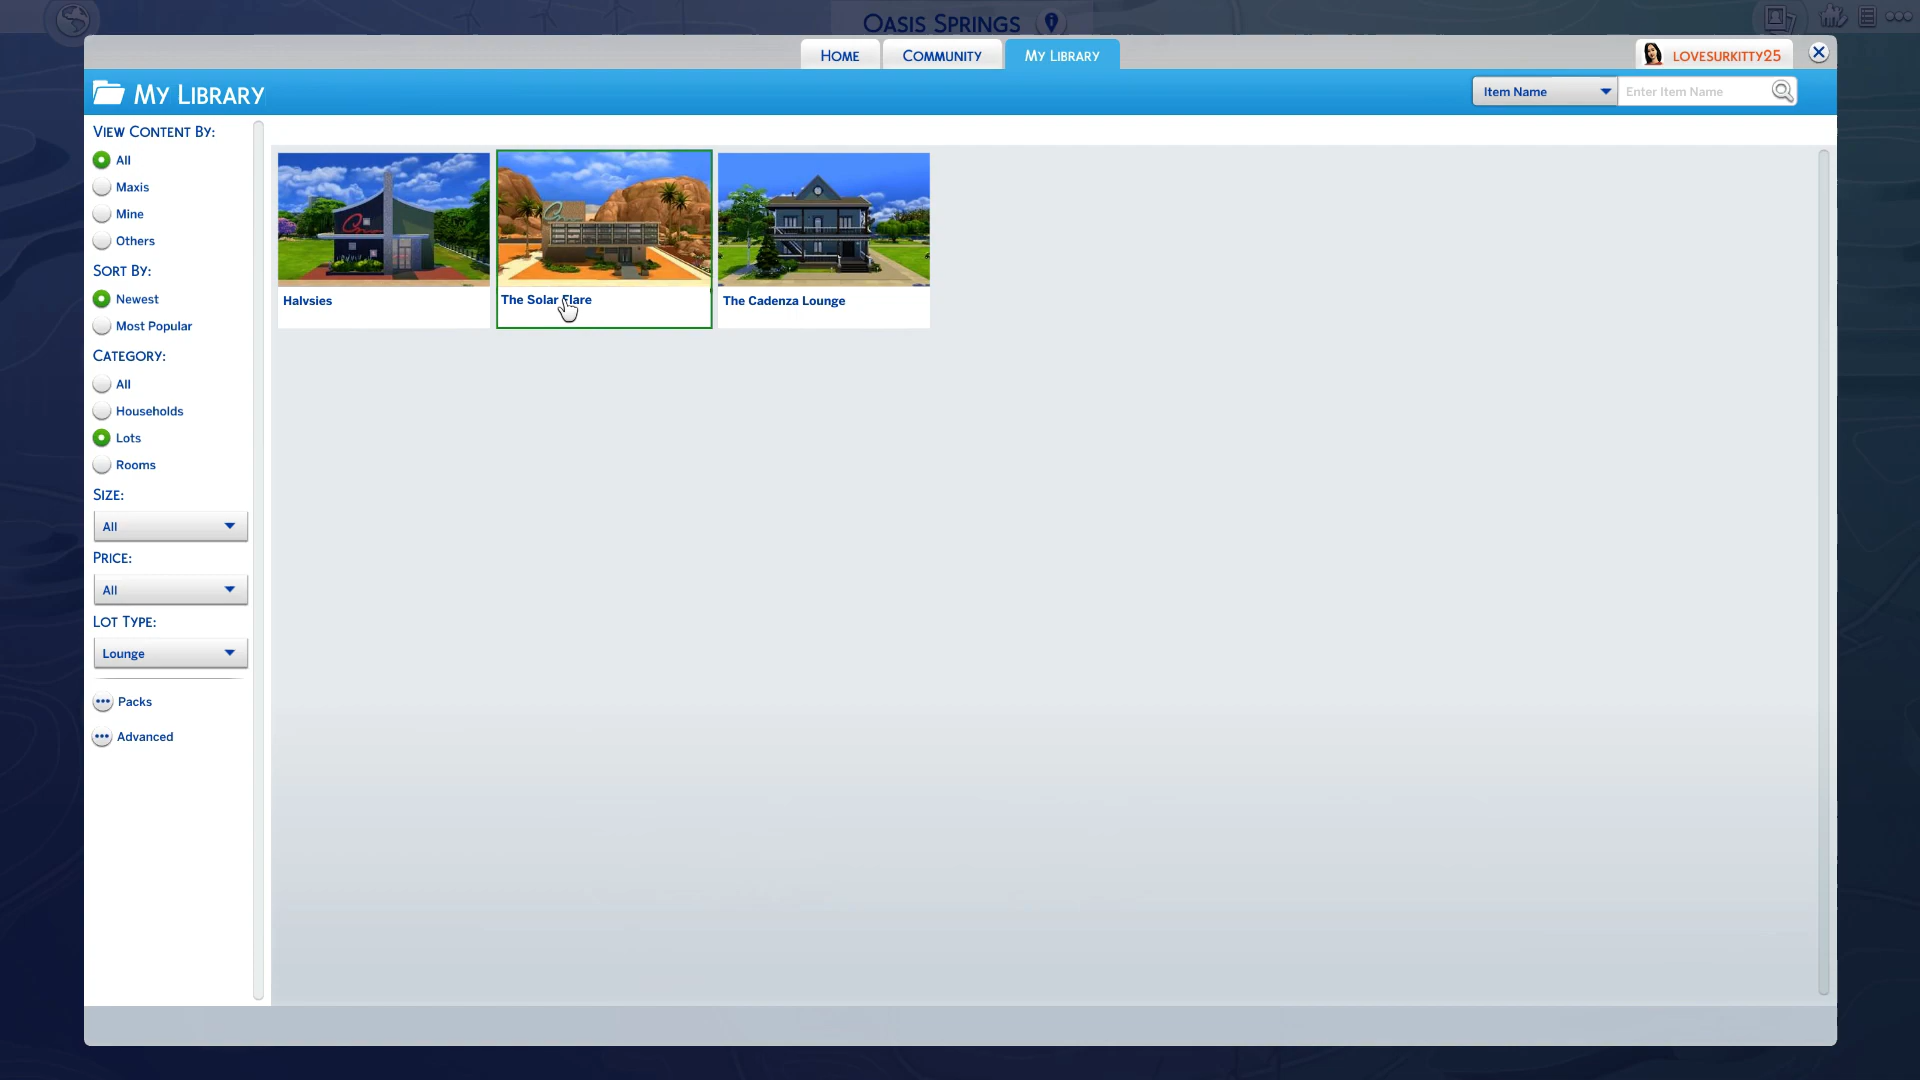 Oasis Springs
Home
Community
My Library
LOVESURKITTY25
My Library
Item Name
Enter Item Name
View Content By:
All
Maxis
Mine
Others
Sort By:
Newest
Most Popular
Category:
All
Households
Lots
Rooms
Size:
All
Price:
All
Lot Type:
Lounge
Packs
Advanced
Halvsies
The Solar Flare
The Cadenza Lounge